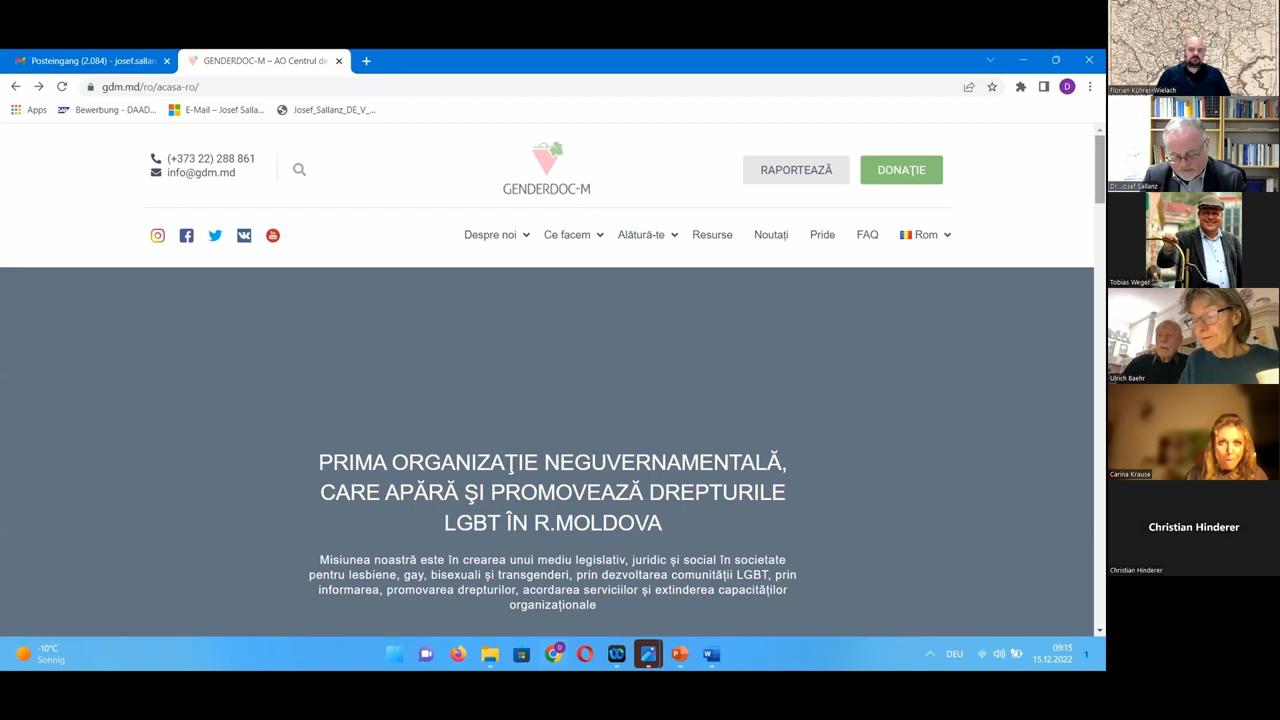 Posteingang (2.084) - josef.sallan
GENDERDOC-M – AO Centrul de
gdm.md/ro/acasa-ro/
D
Apps
Bewerbung - DAAD...
E-Mail – Josef Salla...
Josef_Sallanz_DE_V_...
(+373 22) 288 861
info@gdm.md
GENDERDOC-M
RAPORTEAZĂ
DONAŢIE
Despre noi
Ce facem
Alătură-te
Resurse
Noutați
Pride
FAQ
Rom
PRIMA ORGANIZAŢIE NEGUVERNAMENTALĂ,
CARE APĂRĂ ŞI PROMOVEAZĂ DREPTURILE
LGBT ÎN R.MOLDOVA
Misiunea noastră este în crearea unui mediu legislativ, juridic și social în societate
pentru lesbiene, gay, bisexuali și transgenderi, prin dezvoltarea comunității LGBT, prin
informarea, promovarea drepturilor, acordarea serviciilor și extinderea capacităților
organizaționale
-10°C
Sonnig
DEU
09:15
15.12.2022
1
Florian Kührer-Wielach
Dr. Josef Sallanz
Tobias Weger
Ulrich Baehr
Carina Krause
Christian Hinderer
Christian Hinderer